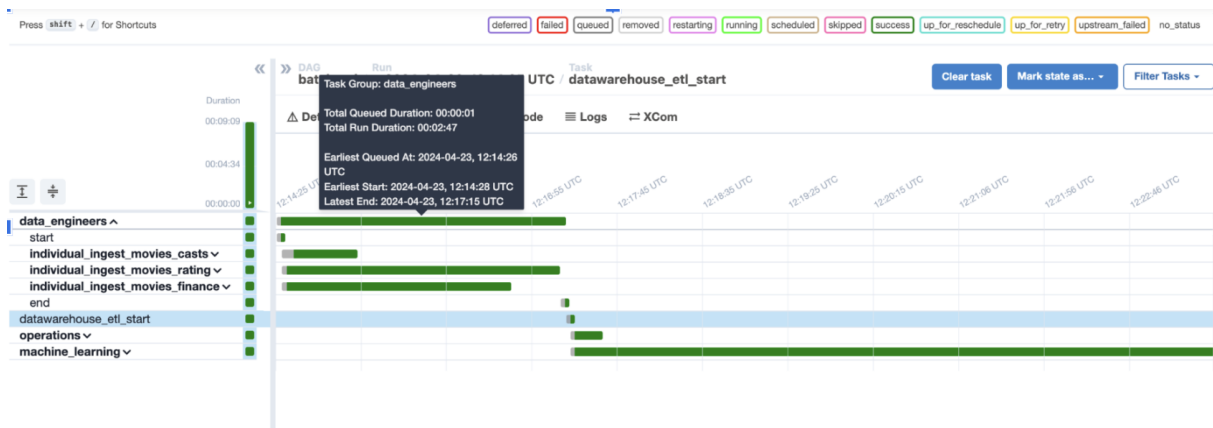 Press shift + / for Shortcuts
deferred failed queued removed restarting running scheduled skipped success up_for_reschedule up_for_retry upstream_failed no_status
DAG Run Task
bat UTC / datawarehouse_etl_start
Clear task Mark state as... Filter Tasks
Duration
00:09:09
00:04:34
00:00:00
Task Group: data_engineers
Total Queued Duration: 00:00:01
Total Run Duration: 00:02:47
Earliest Queued At: 2024-04-23, 12:14:26
UTC
Earliest Start: 2024-04-23, 12:14:28 UTC
Latest End: 2024-04-23, 12:17:15 UTC
Det ode Logs XCom
12:14:25 UT 12:16:55 UTC 12:17:45 UTC 12:18:35 UTC 12:19:25 UTC 12:20:15 UTC 12:21:06 UTC 12:21:56 UTC 12:22:46 UTC
data_engineers
start
individual_ingest_movies_casts
individual_ingest_movies_rating
individual_ingest_movies_finance
end
datawarehouse_etl_start
operations
machine_learning